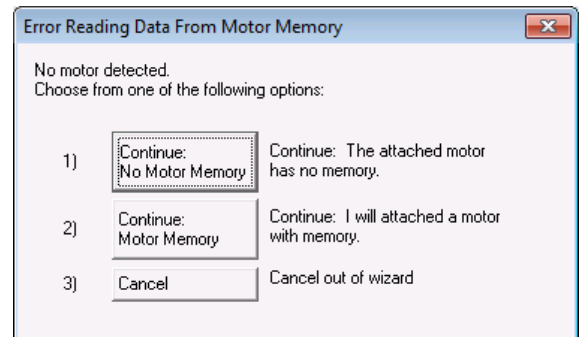 Error Reading Data From Motor Memory
No motor detected.
Choose from one of the following options:
1)
Continue:
No Motor Memory
Continue:  The attached motor
has no memory.
2)
Continue:
Motor Memory
Continue:  I will attached a motor
with memory.
3)
Cancel
Cancel out of wizard